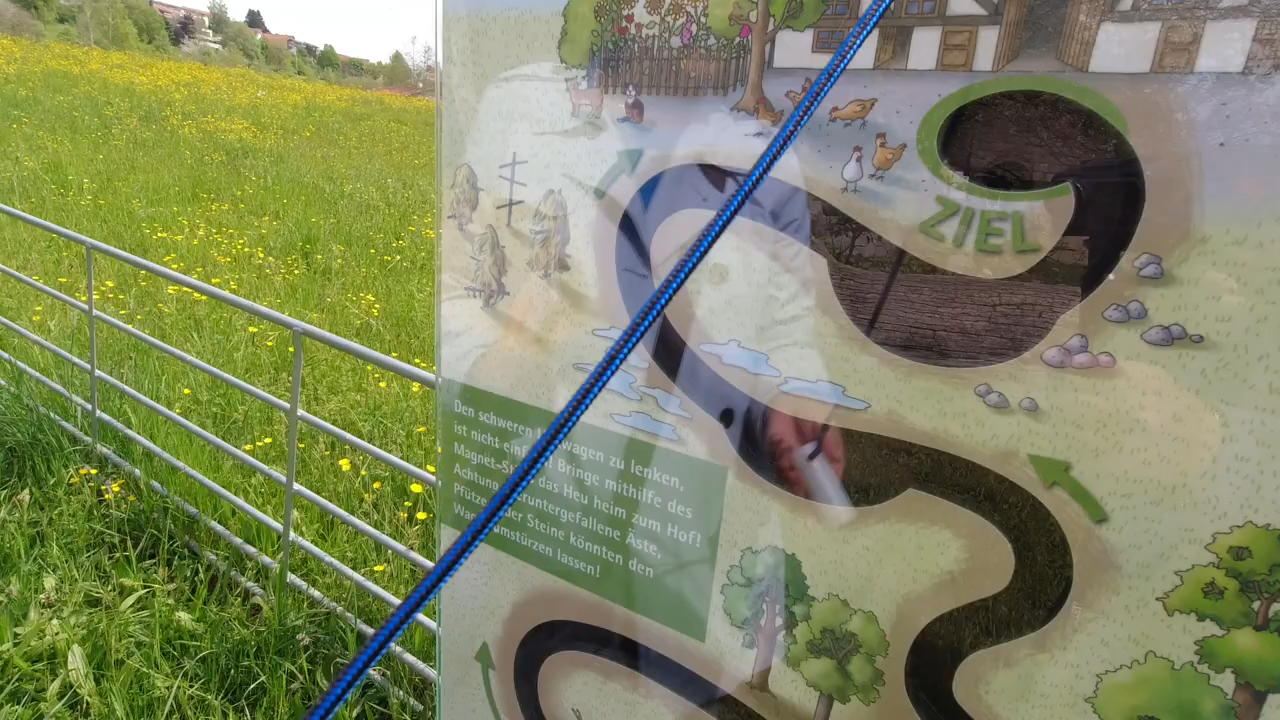 ZIEL
Den schweren wagen zu lenken,
ist nicht Bringe mithilfe des
das Heu heim zum Hof!
Achtung, heruntergefallene Äste,
oder Steine könnten den
umstürzen lassen!